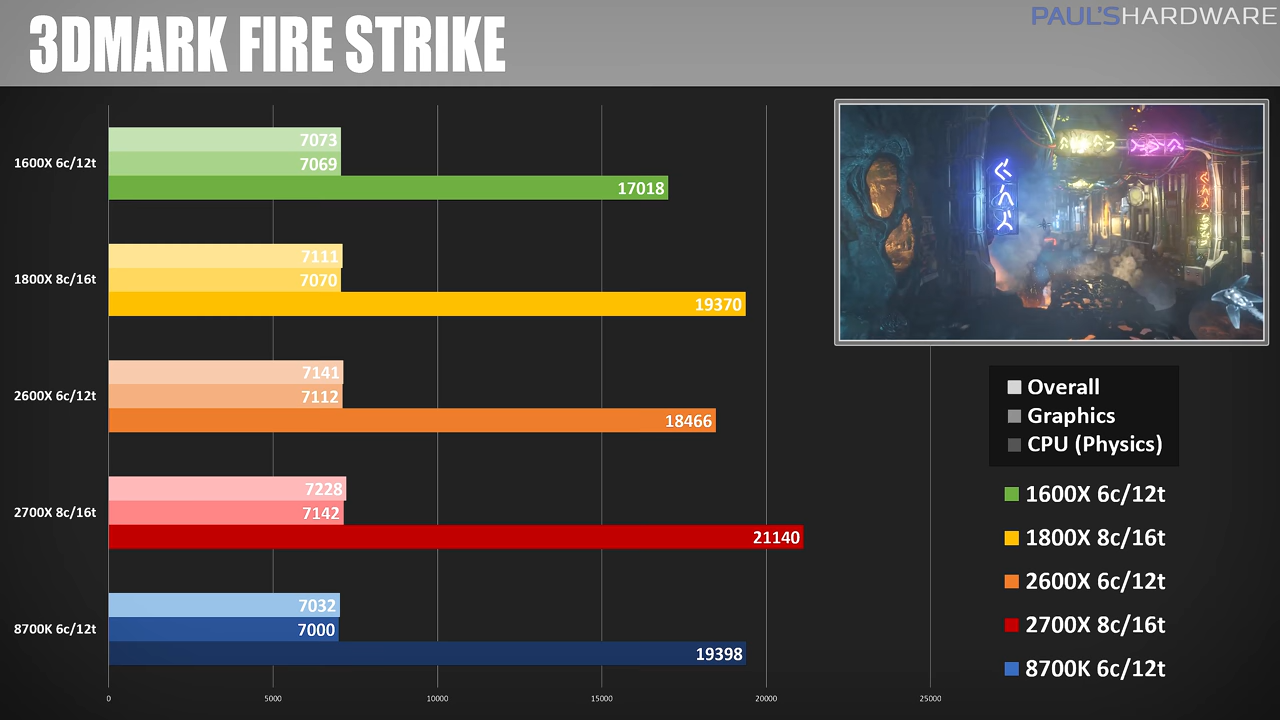 3DMARK FIRE STRIKE
PAUL'SHARDWARE
1600X 6c/12t
7073
7069
17018
1800X 8c/16t
7111
7070
19370
2600X 6c/12t
7141
7112
18466
2700X 8c/16t
7228
7142
21140
8700K 6c/12t
7032
7000
19398
0 5000 10000 15000 20000 25000
Overall
Graphics
CPU (Physics)
1600X 6c/12t
1800X 8c/16t
2600X 6c/12t
2700X 8c/16t
8700K 6c/12t